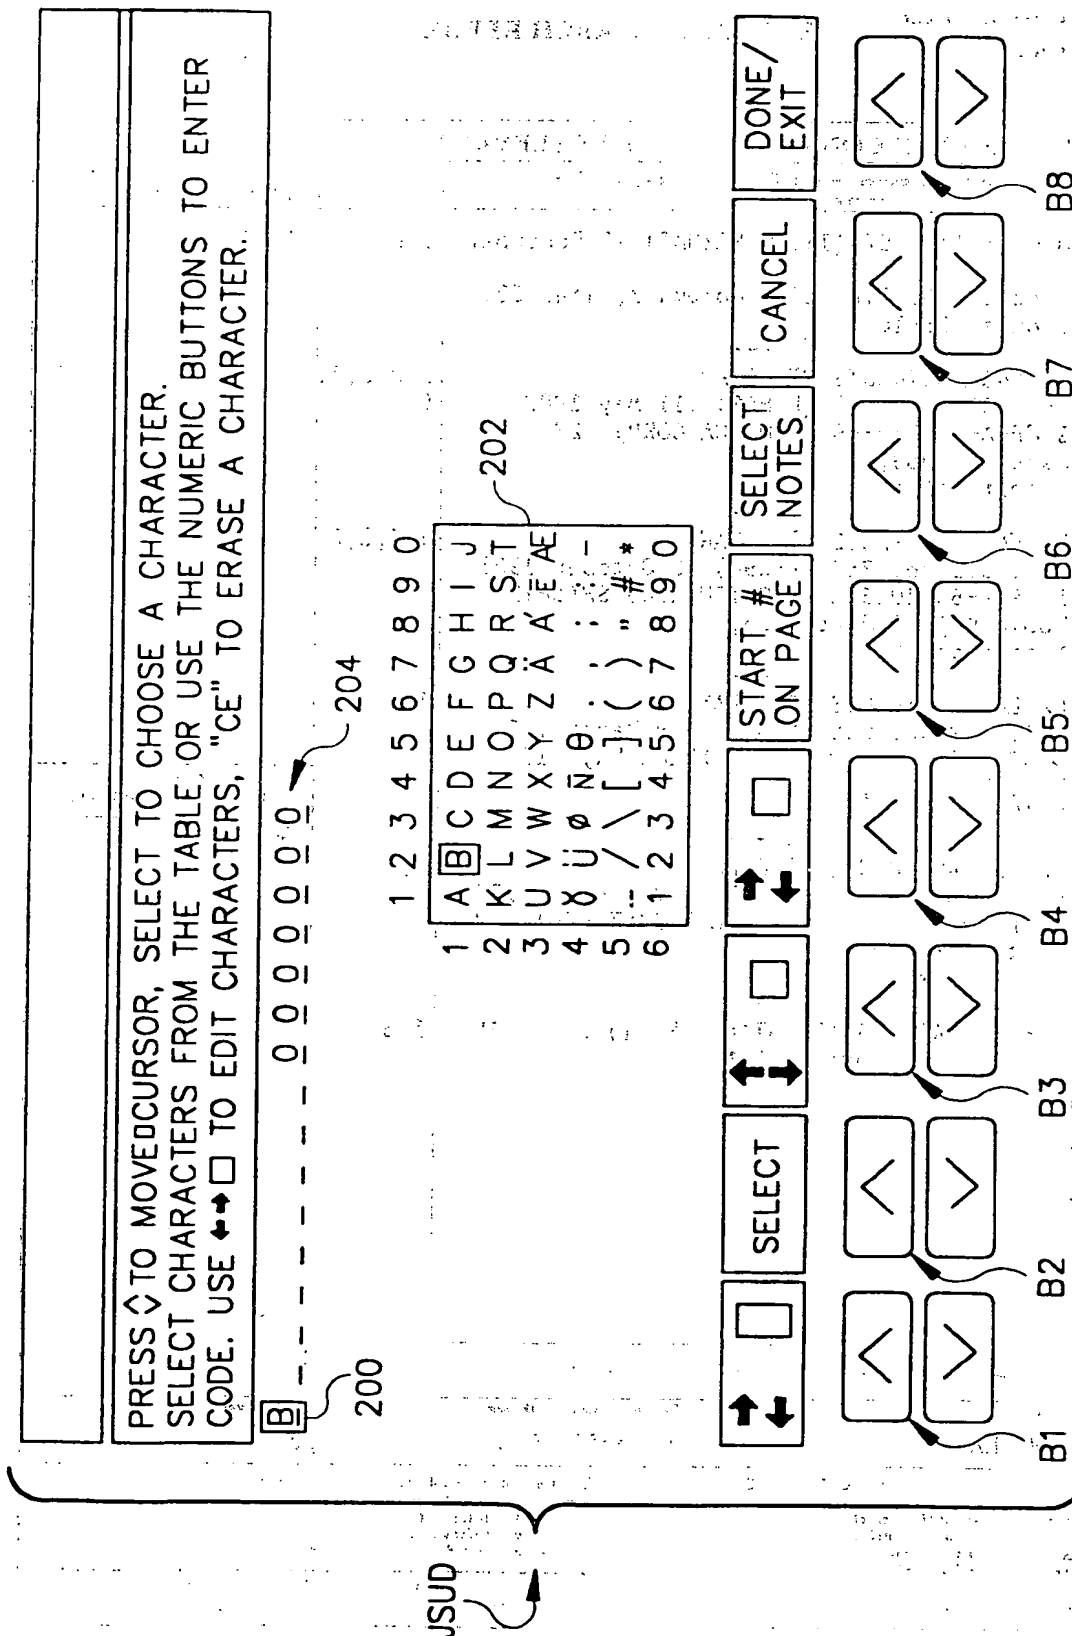 PRESS ◇ TO MOVE▯CURSOR, SELECT TO CHOOSE A CHARACTER.
SELECT CHARACTERS FROM THE TABLE OR USE THE NUMERIC BUTTONS TO ENTER
CODE. USE ←→ □ TO EDIT CHARACTERS, "CE" TO ERASE A CHARACTER.
B _ _ _ _ _ _ _ _ 0 0 0 0 0 0 0
200
204
1 2 3 4 5 6 7 8 9 0
1 A B C D E F G H I J
2 K L M N O P Q R S T
3 U V W X Y Z Ä Á Ë Æ
4 Ü Ø Ñ
5 / \ [ ] ( ) " # *
6 1 2 3 4 5 6 7 8 9 0
202
→ ← □
SELECT
↑ ↓ □
→ ← □
START #
ON PAGE
SELECT
NOTES
CANCEL
DONE/
EXIT
B1 B2 B3 B4 B5 B6 B7 B8
USUD